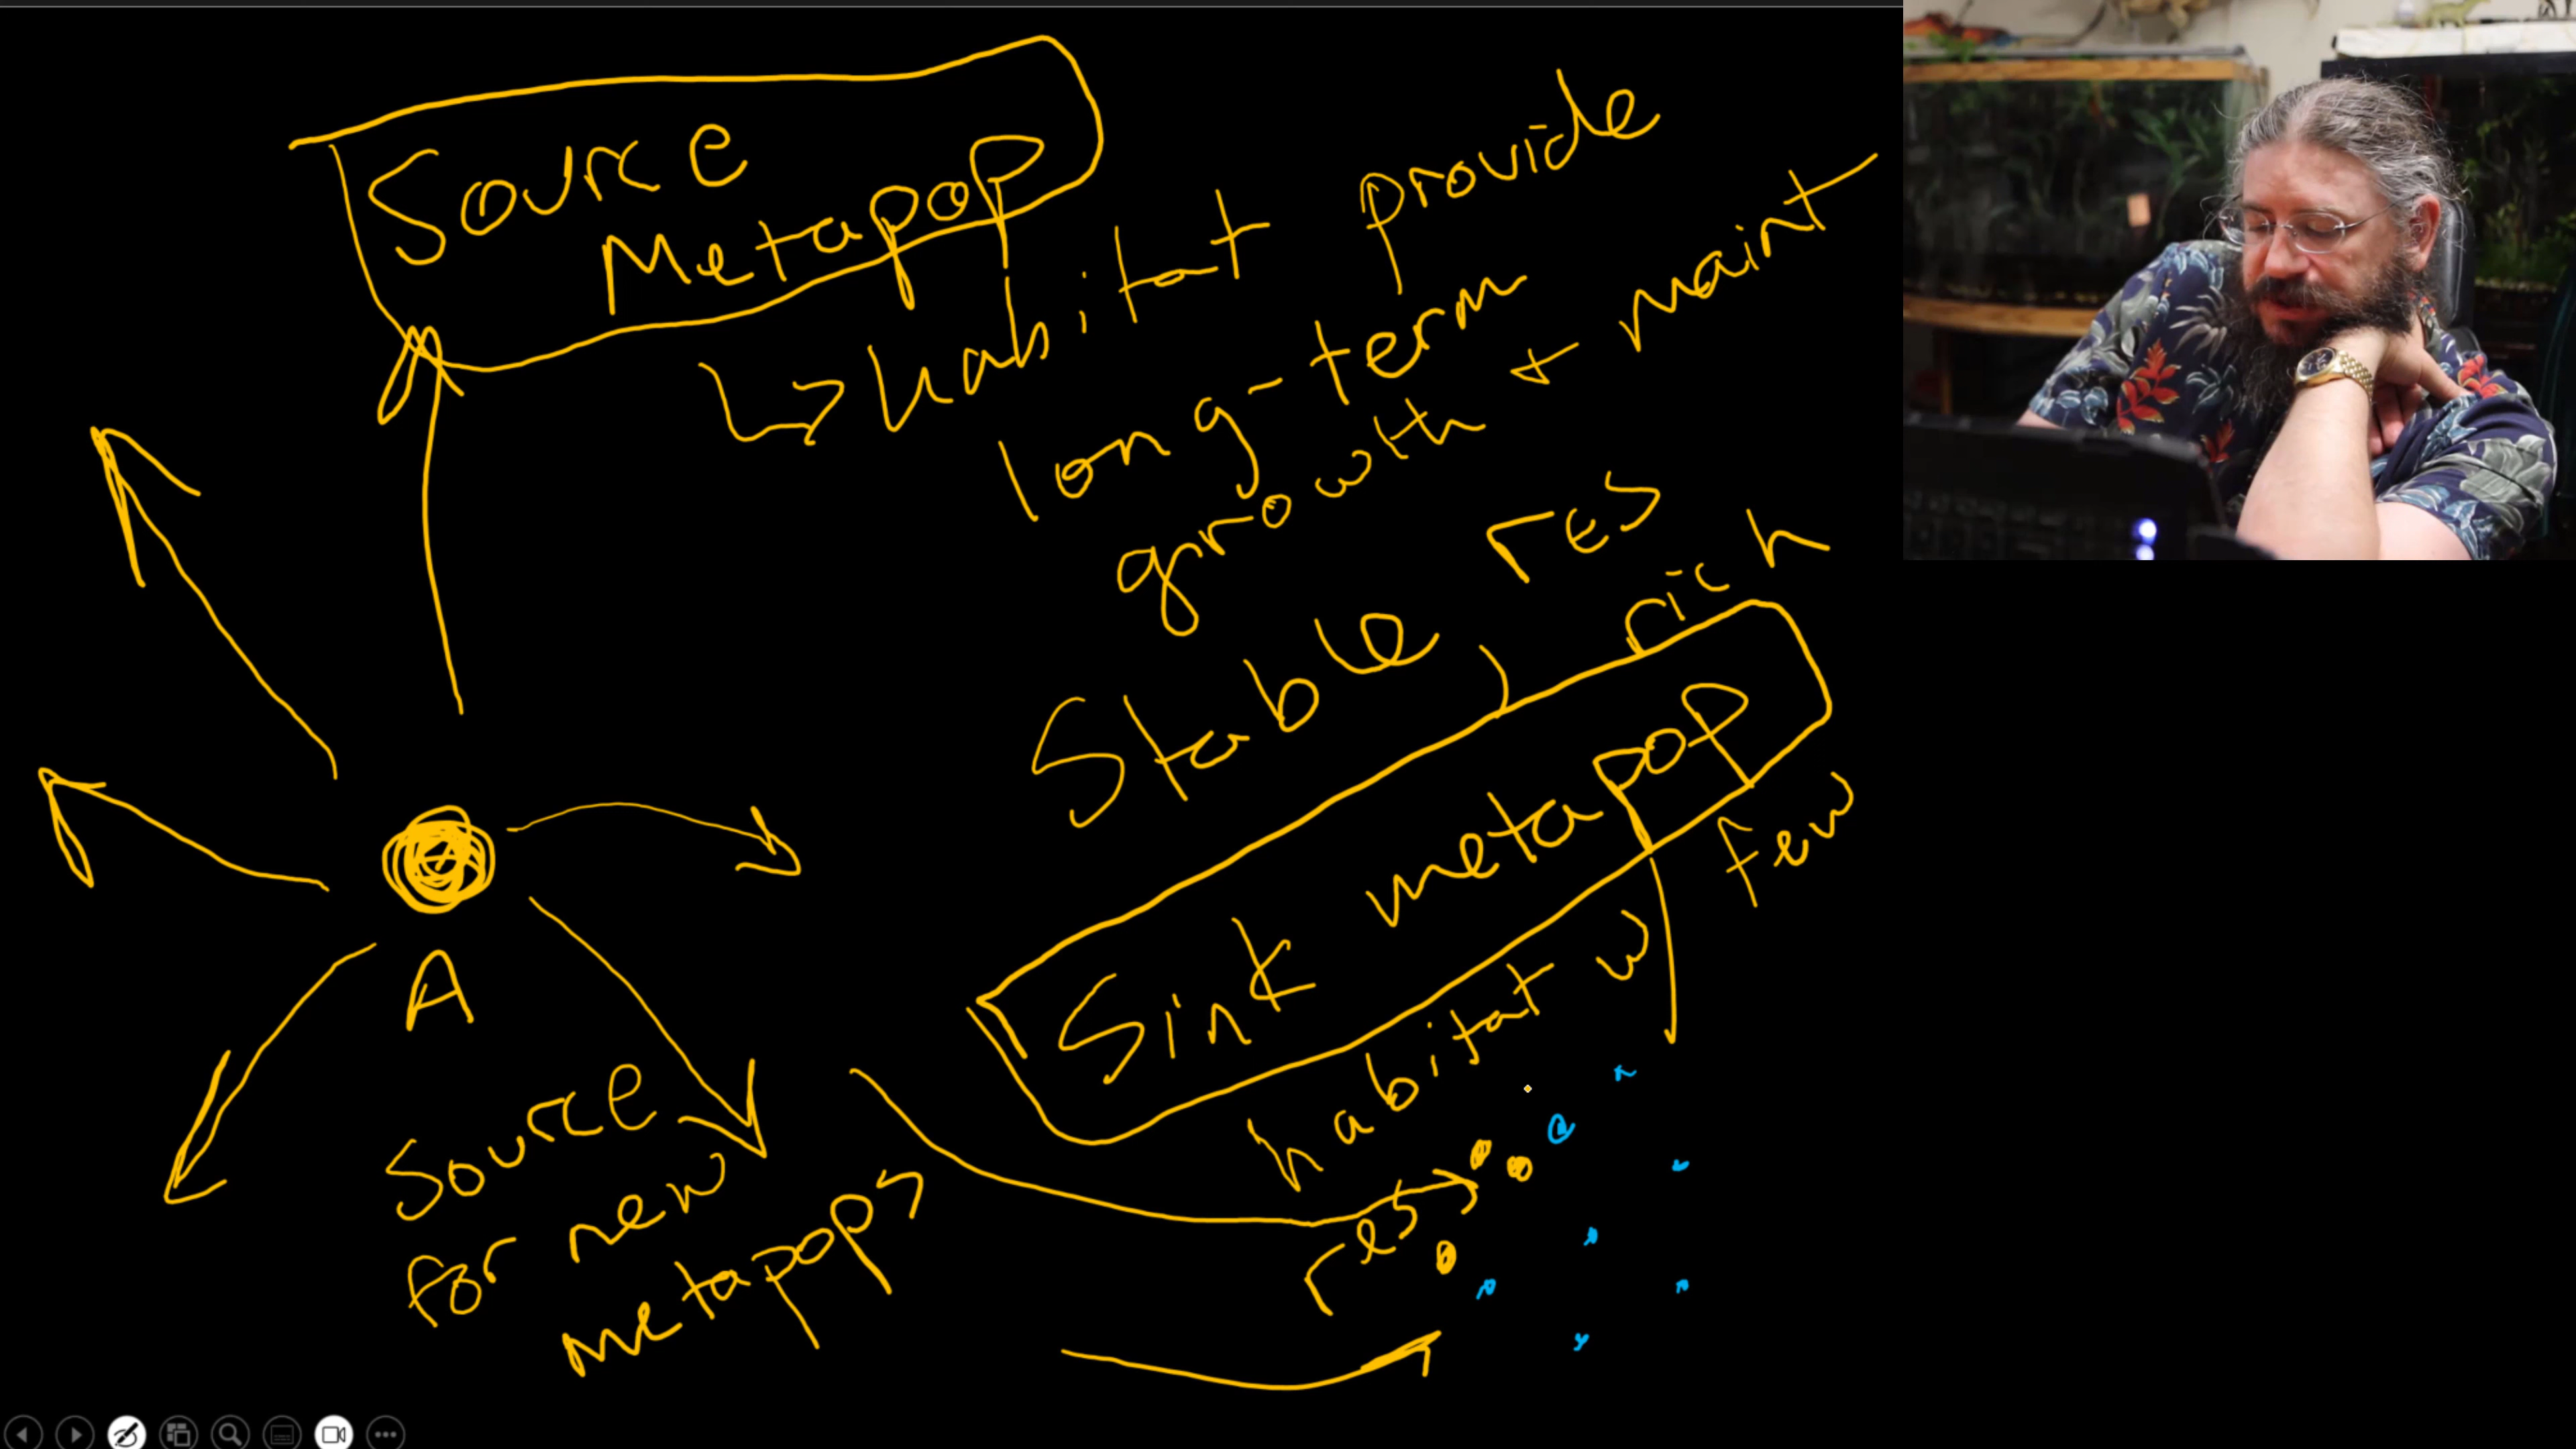 Source
Metapop
habitat provide
long-term
growth + maint
Stable res
, rich
Sink metapop
habitat w few
res
A
Source
for new
metapops